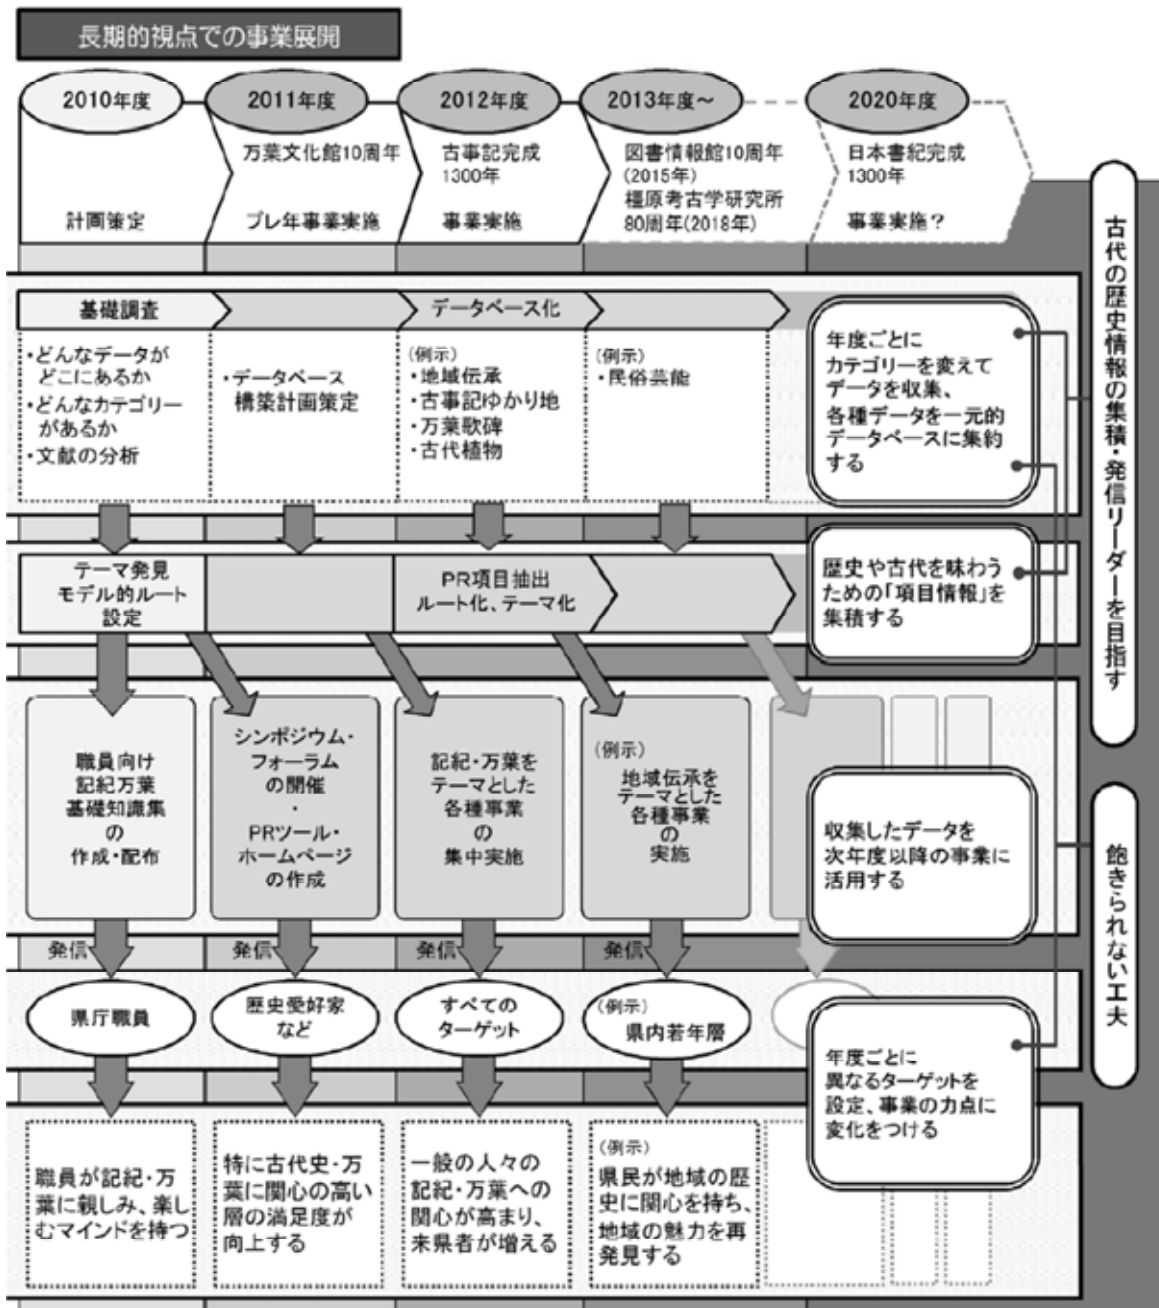 長期的視点での事業展開
2010年度
計画策定
2011年度
万葉文化館10周年
プレ年事業実施
2012年度
古事記完成
1300年
事業実施
2013年度～
図書情報館10周年
(2015年)
橿原考古学研究所
80周年(2018年)
2020年度
日本書紀完成
1300年
事業実施？
基礎調査
データベース化
・どんなデータが
どこにあるか
・どんなカテゴリー
があるか
・文献の分析
・データベース
構築計画策定
（例示）
・地域伝承
・古事記ゆかり地
・万葉歌碑
・古代植物
（例示）
・民俗芸能
年度ごとに
カテゴリーを変えて
データを収集、
各種データを一元的
データベースに集約
する
テーマ発見
モデル的ルート
設定
PR項目抽出
ルート化、テーマ化
歴史や古代を味わう
ための「項目情報」を
集積する
職員向け
記紀万葉
基礎知識集
の
作成・配布
シンポジウム・
フォーラム
の開催
・
PRツール・
ホームページ
の作成
記紀・万葉を
テーマとした
各種事業
の
集中実施
（例示）
地域伝承を
テーマとした
各種事業
の
実施
収集したデータを
次年度以降の事業に
活用する
発信
発信
発信
発信
県庁職員
歴史愛好家
など
すべての
ターゲット
（例示）
県内若年層
年度ごとに
異なるターゲットを
設定、事業の力点に
変化をつける
職員が記紀・万
葉に親しみ、楽し
むマインドを持つ
特に古代史・万
葉に関心の高い
層の満足度が
向上する
一般の人々の
記紀・万葉への
関心が高まり、
来県者が増える
（例示）
県民が地域の歴
史に関心を持ち、
地域の魅力を再
発見する
古代の歴史情報の集積・発信リーダーを目指す
飽きられない工夫